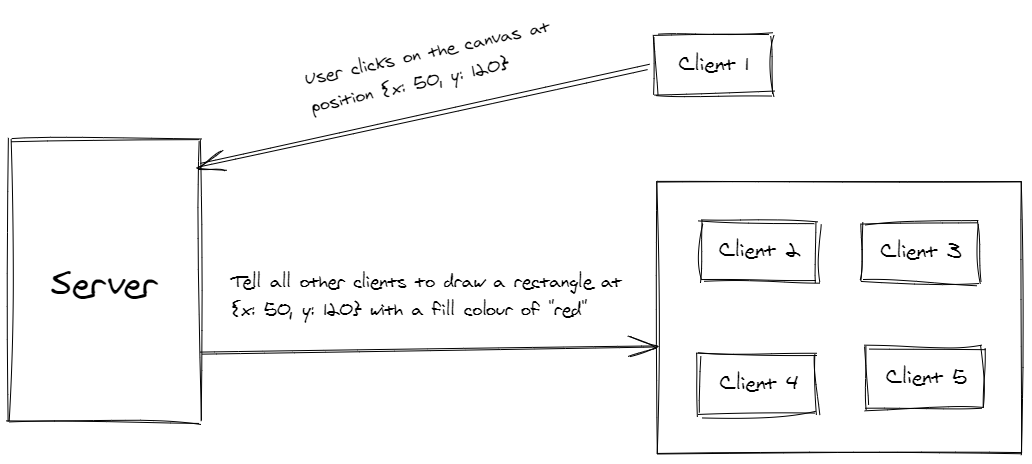 User clicks on the canvas at
position {x: 50, y: 120}
Client 1
Server
Tell all other clients to draw a rectangle at
{x: 50, y: 120} with a fill colour of "red"
Client 2
Client 3
Client 4
Client 5